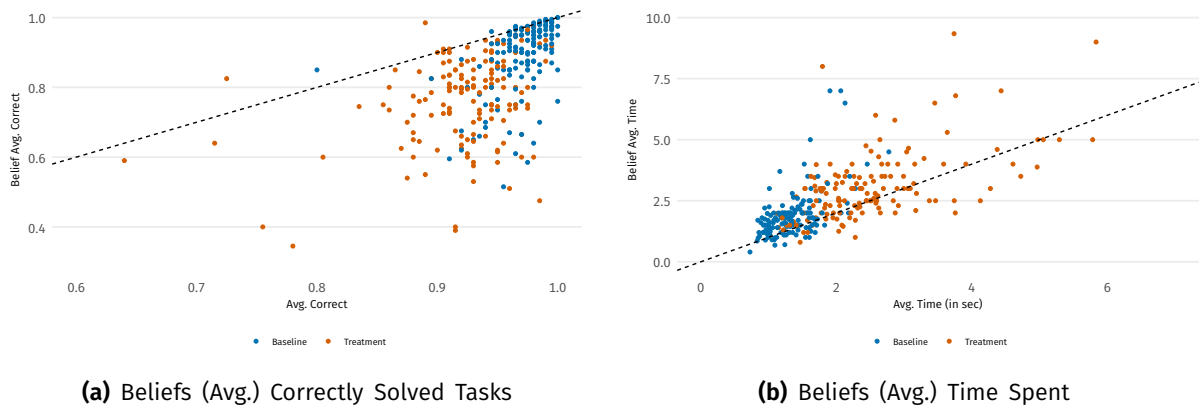 1.0
0.8
0.6
0.4
Belief Avg. Correct
0.6 0.7 0.8 0.9 1.0
Avg. Correct
Baseline Treatment
(a) Beliefs (Avg.) Correctly Solved Tasks
10.0
7.5
5.0
2.5
0.0
Belief Avg. Time
0 2 4 6
Avg. Time (in sec)
Baseline Treatment
(b) Beliefs (Avg.) Time Spent